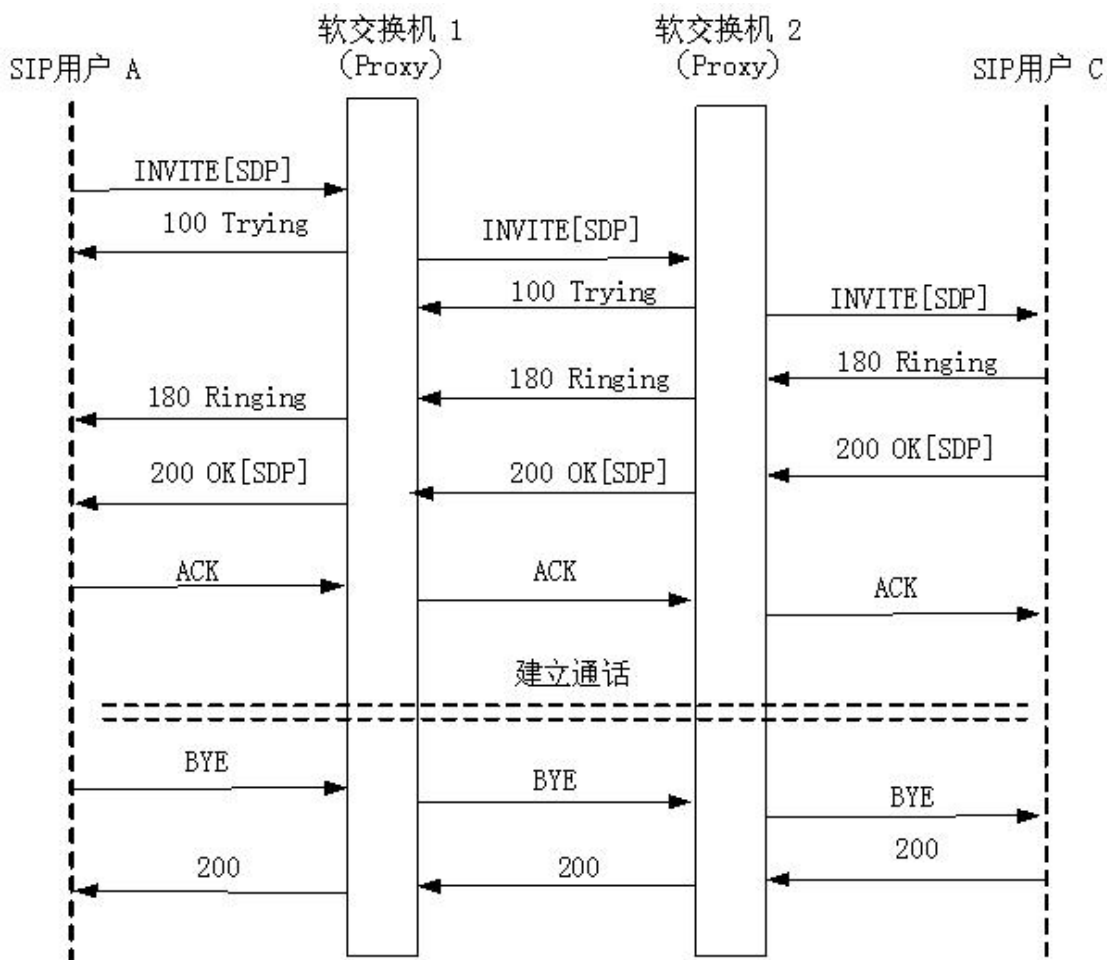 软交换机 1
(Proxy)
软交换机 2
(Proxy)
SIP用户 A
SIP用户 C
INVITE[SDP]
100 Trying
INVITE[SDP]
100 Trying
INVITE[SDP]
180 Ringing
180 Ringing
180 Ringing
200 OK[SDP]
200 OK[SDP]
200 OK[SDP]
ACK
ACK
ACK
建立通话
BYE
BYE
BYE
200
200
200